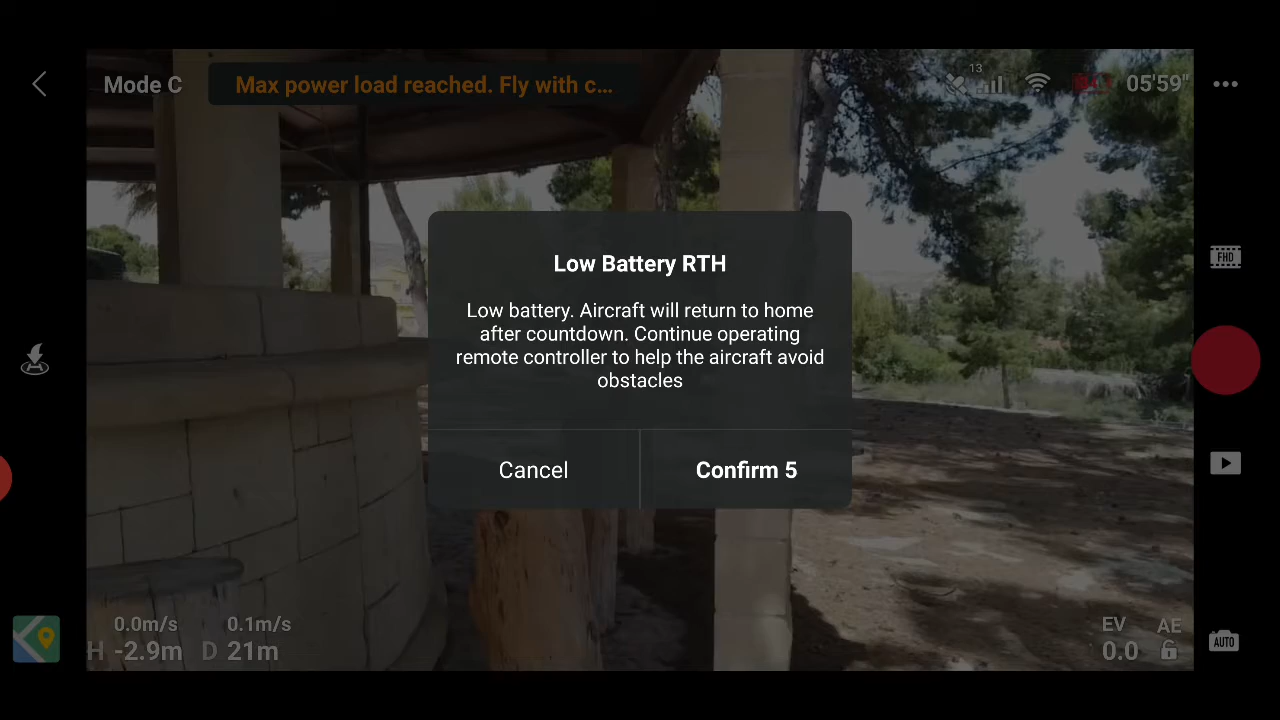 Mode C
Max power load reached. Fly with c...
13
05'59"
FHD
Low Battery RTH
Low battery. Aircraft will return to home
after countdown. Continue operating
remote controller to help the aircraft avoid
obstacles
Cancel
Confirm 5
0.0m/s
0.1m/s
H -2.9m
D 21m
EV
0.0
AE
AUTO